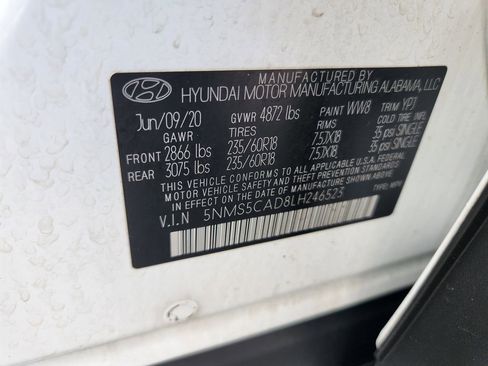 MANUFACTURED BY
HYUNDAI MOTOR MANUFACTURING ALABAMA, LLC
Jun/09/20 GVWR 4872 lbs PAINT WW8 TRIM YPJ
GAWR TIRES RIMS COLD TIRE INFL.
FRONT 2866 lbs 235/60R18 7.5JX18 35 psi SINGLE
REAR 3075 lbs 235/60R18 7.5JX18 35 psi SINGLE
THIS VEHICLE CONFORMS TO ALL APPLICABLE U.S.A. FEDERAL
MOTOR VEHICLE SAFETY AND THEFT PREVENTION STANDARDS
IN EFFECT ON THE DATE OF MANUFACTURE SHOWN ABOVE.
V.I.N 5NMS5CAD8LH246523 TYPE: MPV